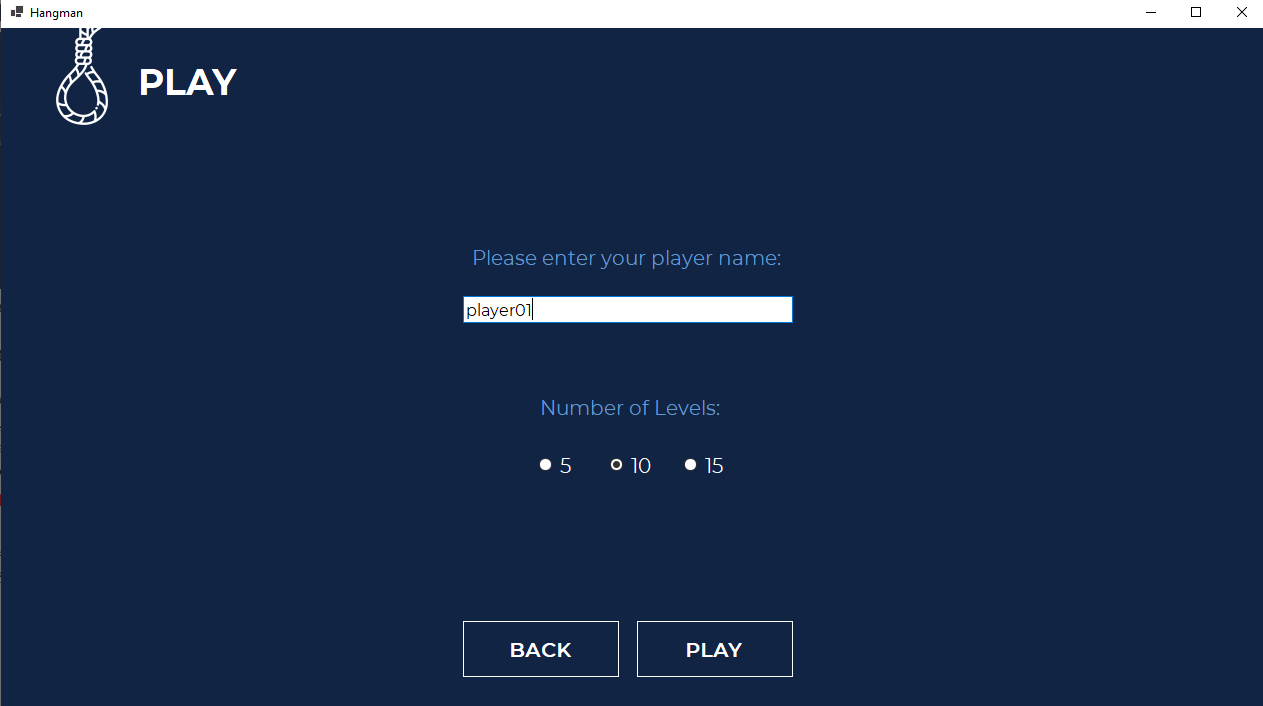 Hangman
PLAY
Please enter your player name:
player01
Number of Levels:
5 10 15
BACK PLAY